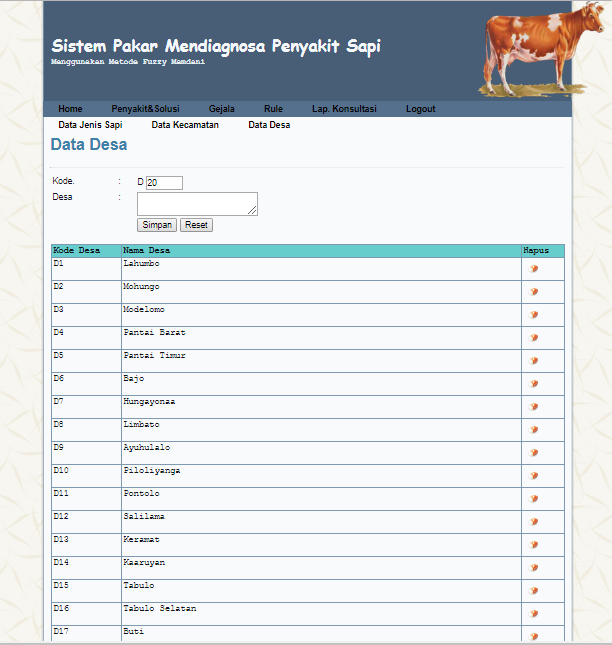 Sistem Pakar Mendiagnosa Penyakit Sapi
Menggunakan Metode Fuzzy Mamdani
Home Penyakit&Solusi Gejala Rule Lap. Konsultasi Logout
Data Jenis Sapi Data Kecamatan Data Desa
Data Desa
Kode. : D 20
Desa :
Simpan Reset
Kode Desa Nama Desa Hapus
D1 Lahumbo
D2 Mohungo
D3 Modelomo
D4 Pantai Barat
D5 Pantai Timur
D6 Bajo
D7 Hungayonaa
D8 Limbato
D9 Ayuhulalo
D10 Piloliyanga
D11 Pontolo
D12 Salilama
D13 Keramat
D14 Kaaruyan
D15 Tabulo
D16 Tabulo Selatan
D17 Buti